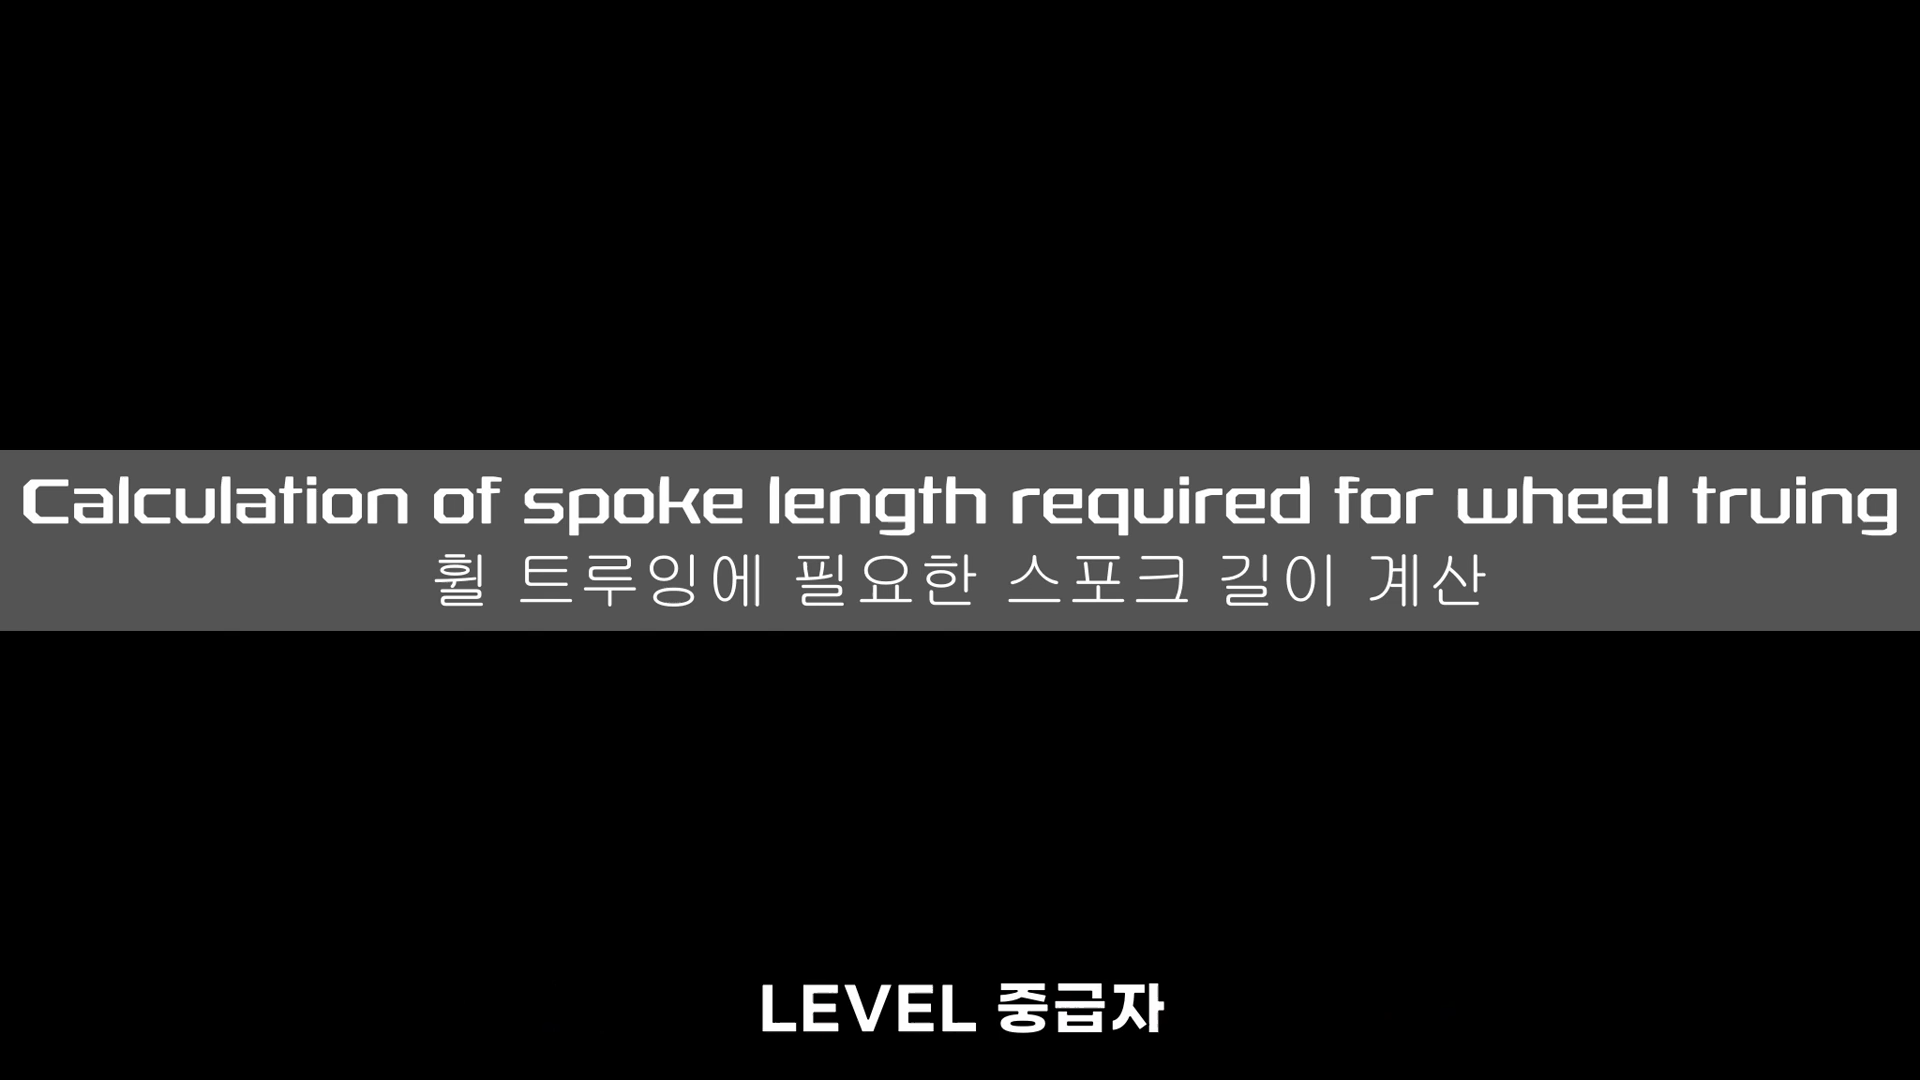 Calculation of spoke length required for wheel truing
휠 트루잉에 필요한 스포크 길이 계산
LEVEL 중급자